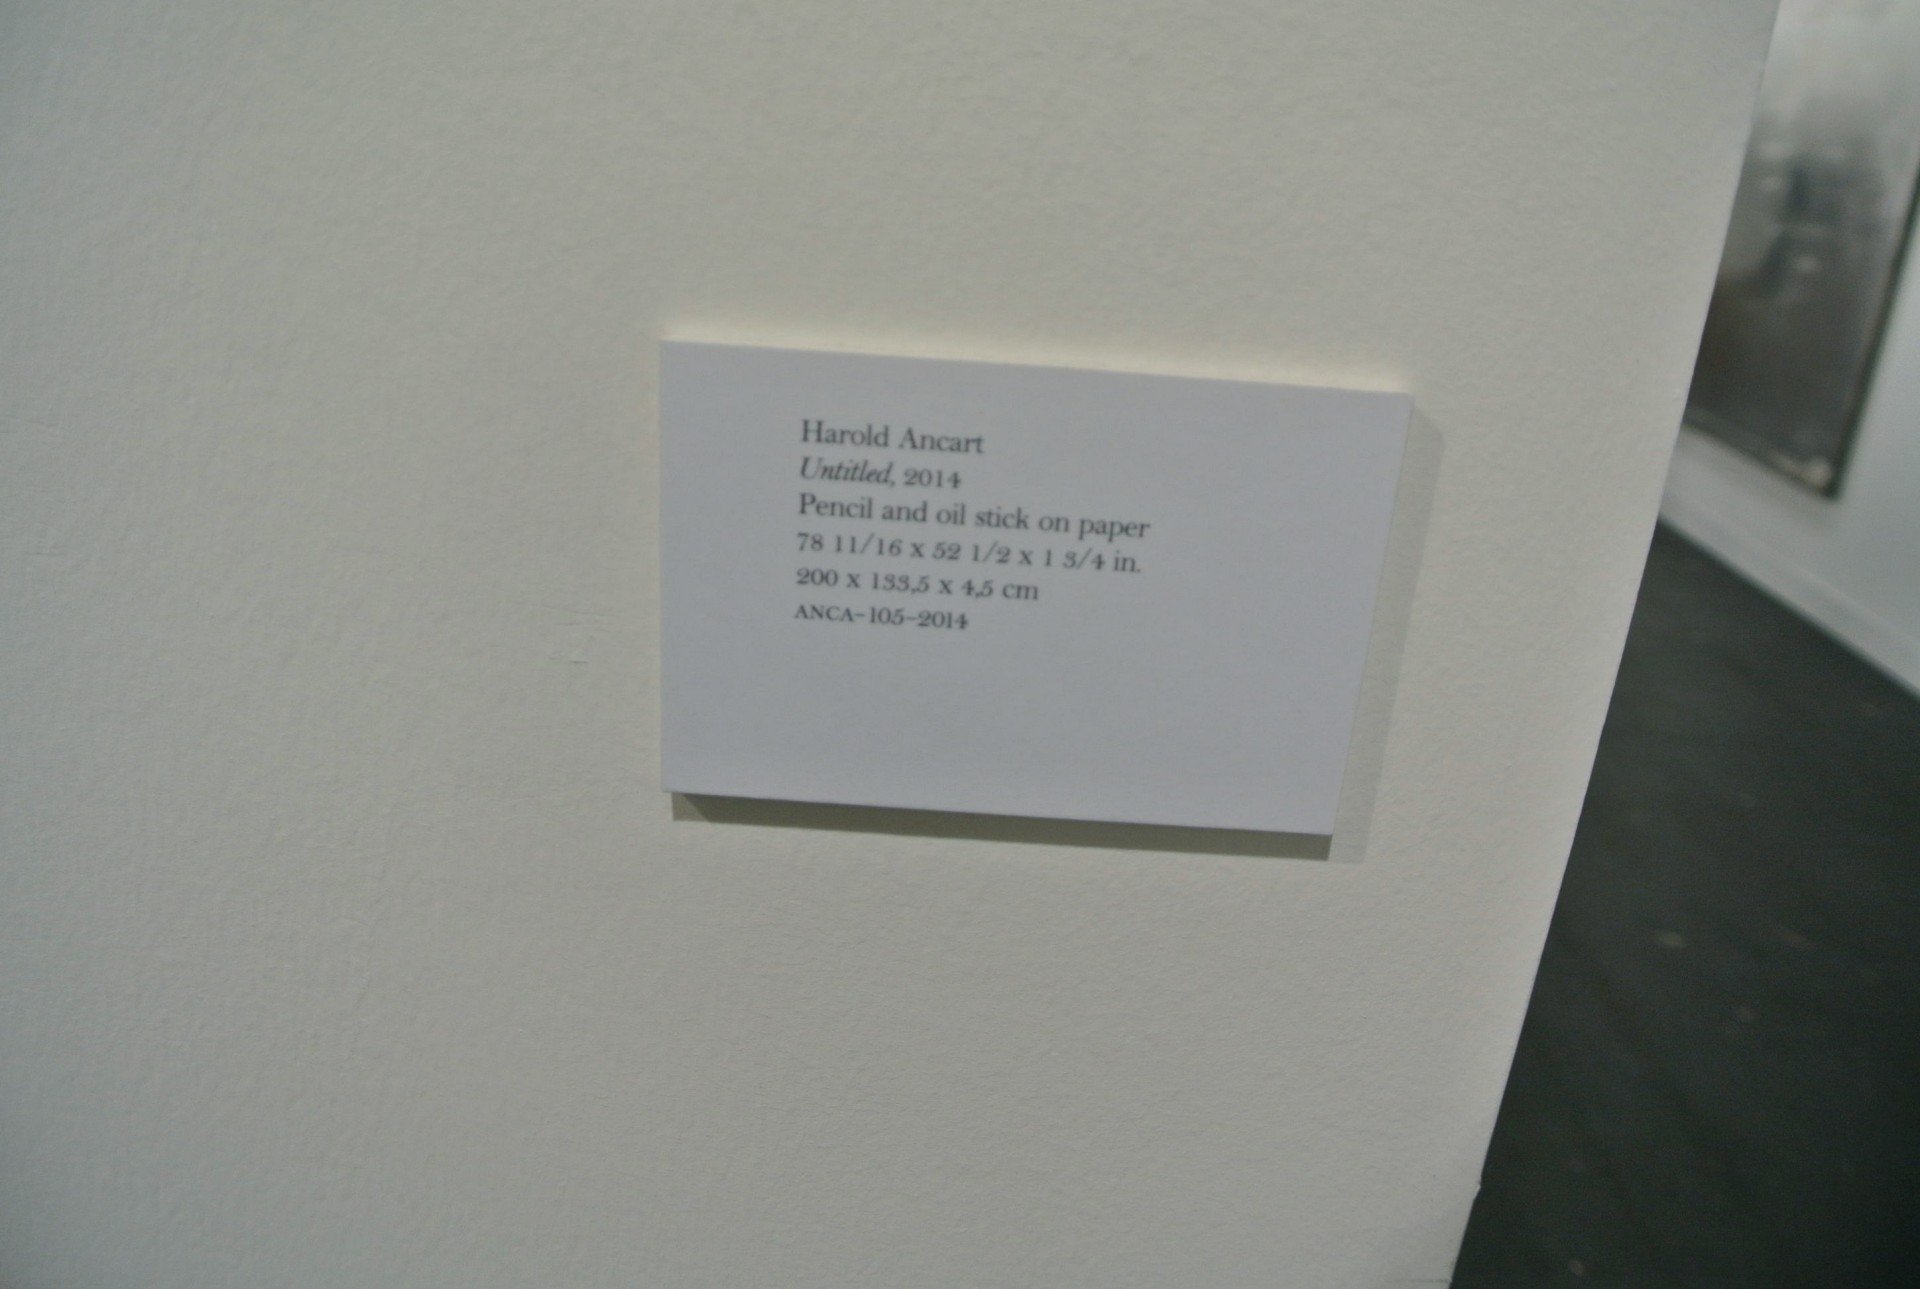 Harold Ancart
Untitled, 2014
Pencil and oil stick on paper
78 11/16 x 52 1/2 x 1 3/4 in.
200 x 133,5 x 4,5 cm
ANCA-105-2014